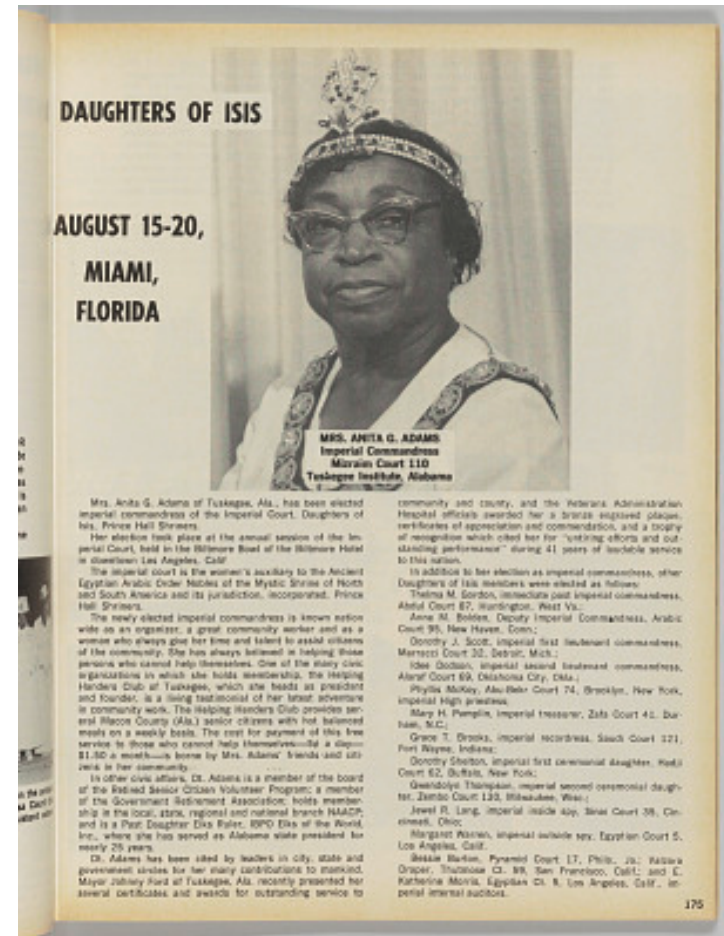 DAUGHTERS OF ISIS
AUGUST 15-20,
MIAMI,
FLORIDA
MRS. ANITA G. ADAMS
Imperial Commandress
Mizraim Court 110
Tuskegee Institute, Alabama
Mrs. Anita G. Adams of Tuskegee, Ala., has been elected
imperial commandress of the Imperial Court, Daughters of
Isis, Prince Hall Shriners.
Her election took place at the annual session of the Im-
perial Court, held in the Biltmore Bowl of the Biltmore Hotel
in downtown Los Angeles, Calif.
The imperial court is the women's auxiliary to the Ancient
Egyptian Arabic Order Nobles of the Mystic Shrine of North
and South America and its jurisdiction, incorporated, Prince
Hall Shriners.
The newly elected imperial commandress is known nation
wide as an organizer, a great community worker and as a
woman who always give her time and talent to assist citizens
of the community. She has always believed in helping those
persons who cannot help themselves. One of the many civic
organizations in which she holds membership, the Helping
Handers Club of Tuskegee, which she heads as president
and founder, is a living testimonial of her latest adventure
in community work. The Helping Handers Club provides sev-
eral Macon County (Ala.) senior citizens with hot balanced
meals on a weekly basis. The cost for payment of this free
service to those who cannot help themselves—5¢ a day—
$1.50 a month—is borne by Mrs. Adams' friends and citi-
zens in her community.
In other civic affairs, Dt. Adams is a member of the board
of the Retired Senior Citizen Volunteer Program; a member
of the Government Retirement Association; holds member-
ship in the local, state, regional and national branch NAACP;
and is a Past Daughter Elks Ruler, IBPO Elks of the World,
Inc., where she has served as Alabama state president for
nearly 25 years.
Dt. Adams has been cited by leaders in city, state and
government circles for her many contributions to mankind.
Mayor Johnny Ford of Tuskegee, Ala. recently presented her
several certificates and awards for outstanding service to
community and county, and the Veterans Administration
Hospital officials awarded her a bronze engraved plaque,
certificates of appreciation and commendation, and a trophy
of recognition which cited her for "untiring efforts and out-
standing performance" during 41 years of laudable service
to this nation.
In addition to her election as imperial commandress, other
Daughters of Isis members were elected as follows:
Thelma M. Gordon, immediate past imperial commandress,
Abdul Court 87, Huntington, West Va.;
Anne M. Bolden, Deputy Imperial Commandress, Arabic
Court 95, New Haven, Conn.;
Dorothy J. Scott, imperial first lieutenant commandress,
Marracci Court 32, Detroit, Mich.;
Idee Dodson, imperial second lieutenant commandress,
Alaraf Court 69, Oklahoma City, Okla.;
Phyllis McKey, Abu-Bekr Court 74, Brooklyn, New York,
imperial High priestess;
Mary H. Pamplin, imperial treasurer, Zafa Court 41, Dur-
ham, N.C.;
Grace T. Brooks, imperial recordress, Saudi Court 121,
Fort Wayne, Indiana;
Dorothy Shelton, imperial first ceremonial daughter, Hadji
Court 62, Buffalo, New York;
Gwendolyn Thompson, imperial second ceremonial daugh-
ter, Zembo Court 130, Milwaukee, Wisc.;
Jewel R. Long, imperial inside spy, Sinai Court 35, Cin-
cinnati, Ohio;
Margaret Warren, imperial outside spy, Egyptian Court 5,
Los Angeles, Calif.
Bessie Burton, Pyramid Court 17, Phila.,
Draper, Thutmose Ct. 99, San Francisco, Calif.; and E.
Katherine Morris, Egyptian Ct. 5, Los Angeles, Calif., im-
perial internal auditors.
175